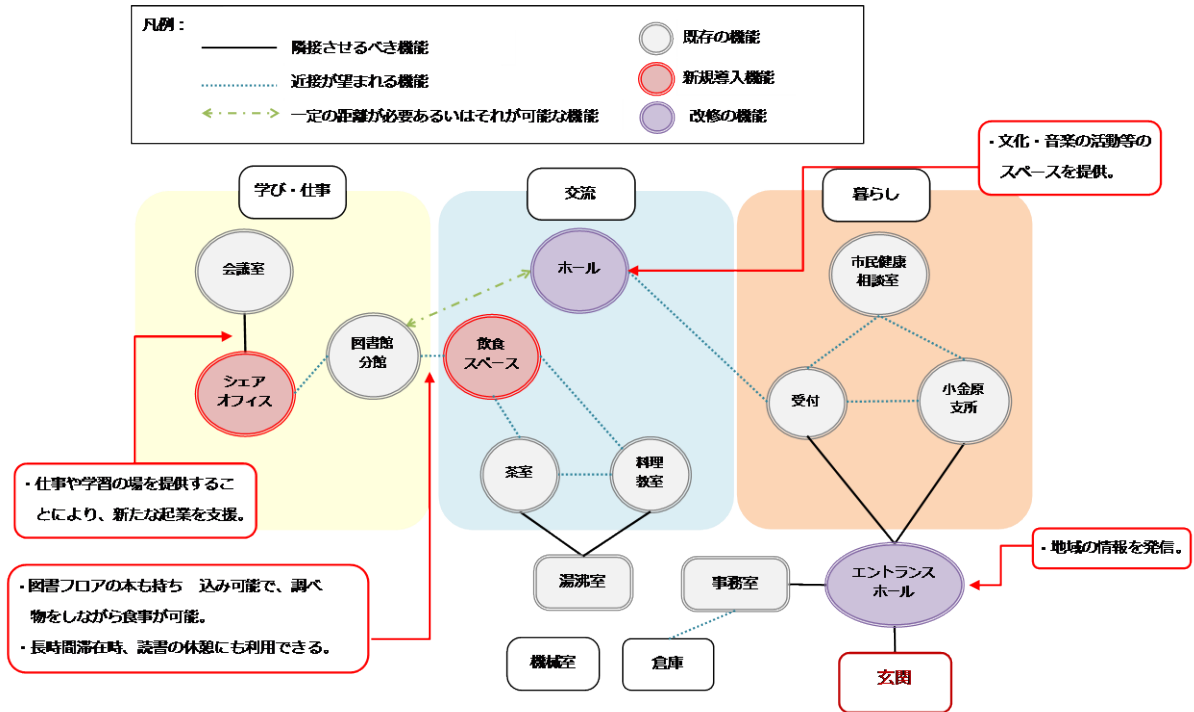 凡例：
隣接させるべき機能
近接が望まれる機能
一定の距離が必要あるいはそれが可能な機能
既存の機能
新規導入機能
改修の機能
・文化・音楽の活動等の
スペースを提供。
学び・仕事
交流
暮らし
会議室
ホール
市民健康
相談室
図書館
分館
飲食
スペース
シェア
オフィス
受付
小金原
支所
茶室
料理
教室
・仕事や学習の場を提供するこ
とにより、新たな起業を支援。
・地域の情報を発信。
湯沸室
事務室
エントランス
ホール
・図書フロアの本も持ち　込み可能で、調べ
物をしながら食事が可能。
・長時間滞在時、読書の休憩にも利用できる。
機械室
倉庫
玄関